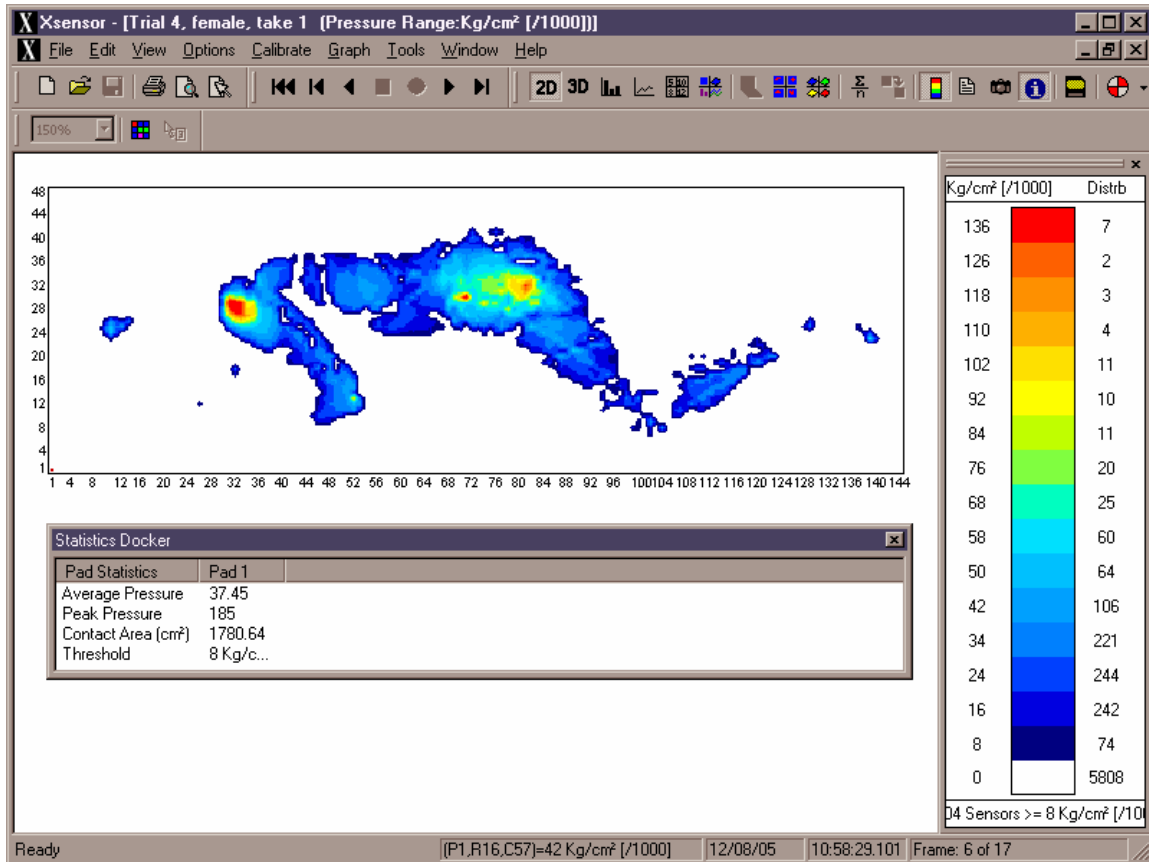 X Xsensor - [Trial 4, female, take 1 (Pressure Range:Kg/cm² [/1000])]
X File Edit View Options Calibrate Graph Tools Window Help
2D 3D
150%
48
44
40
36
32
28
24
20
16
12
8
4
1
1 4 8 12 16 20 24 28 32 36 40 44 48 52 56 60 64 68 72 76 80 84 88 92 96 100 104 108 112 116 120 124 128 132 136 140 144
Statistics Docker
Pad Statistics Pad 1
Average Pressure 37.45
Peak Pressure 185
Contact Area (cm²) 1780.64
Threshold 8 Kg/c...
Kg/cm² [/1000] Distrb
136 7
126 2
118 3
110 4
102 11
92 10
84 11
76 20
68 25
58 60
50 64
42 106
34 221
24 244
16 242
8 74
0 5808
04 Sensors >= 8 Kg/cm² [/10
Ready (P1,R16,C57)=42 Kg/cm² [/1000] 12/08/05 10:58:29.101 Frame: 6 of 17